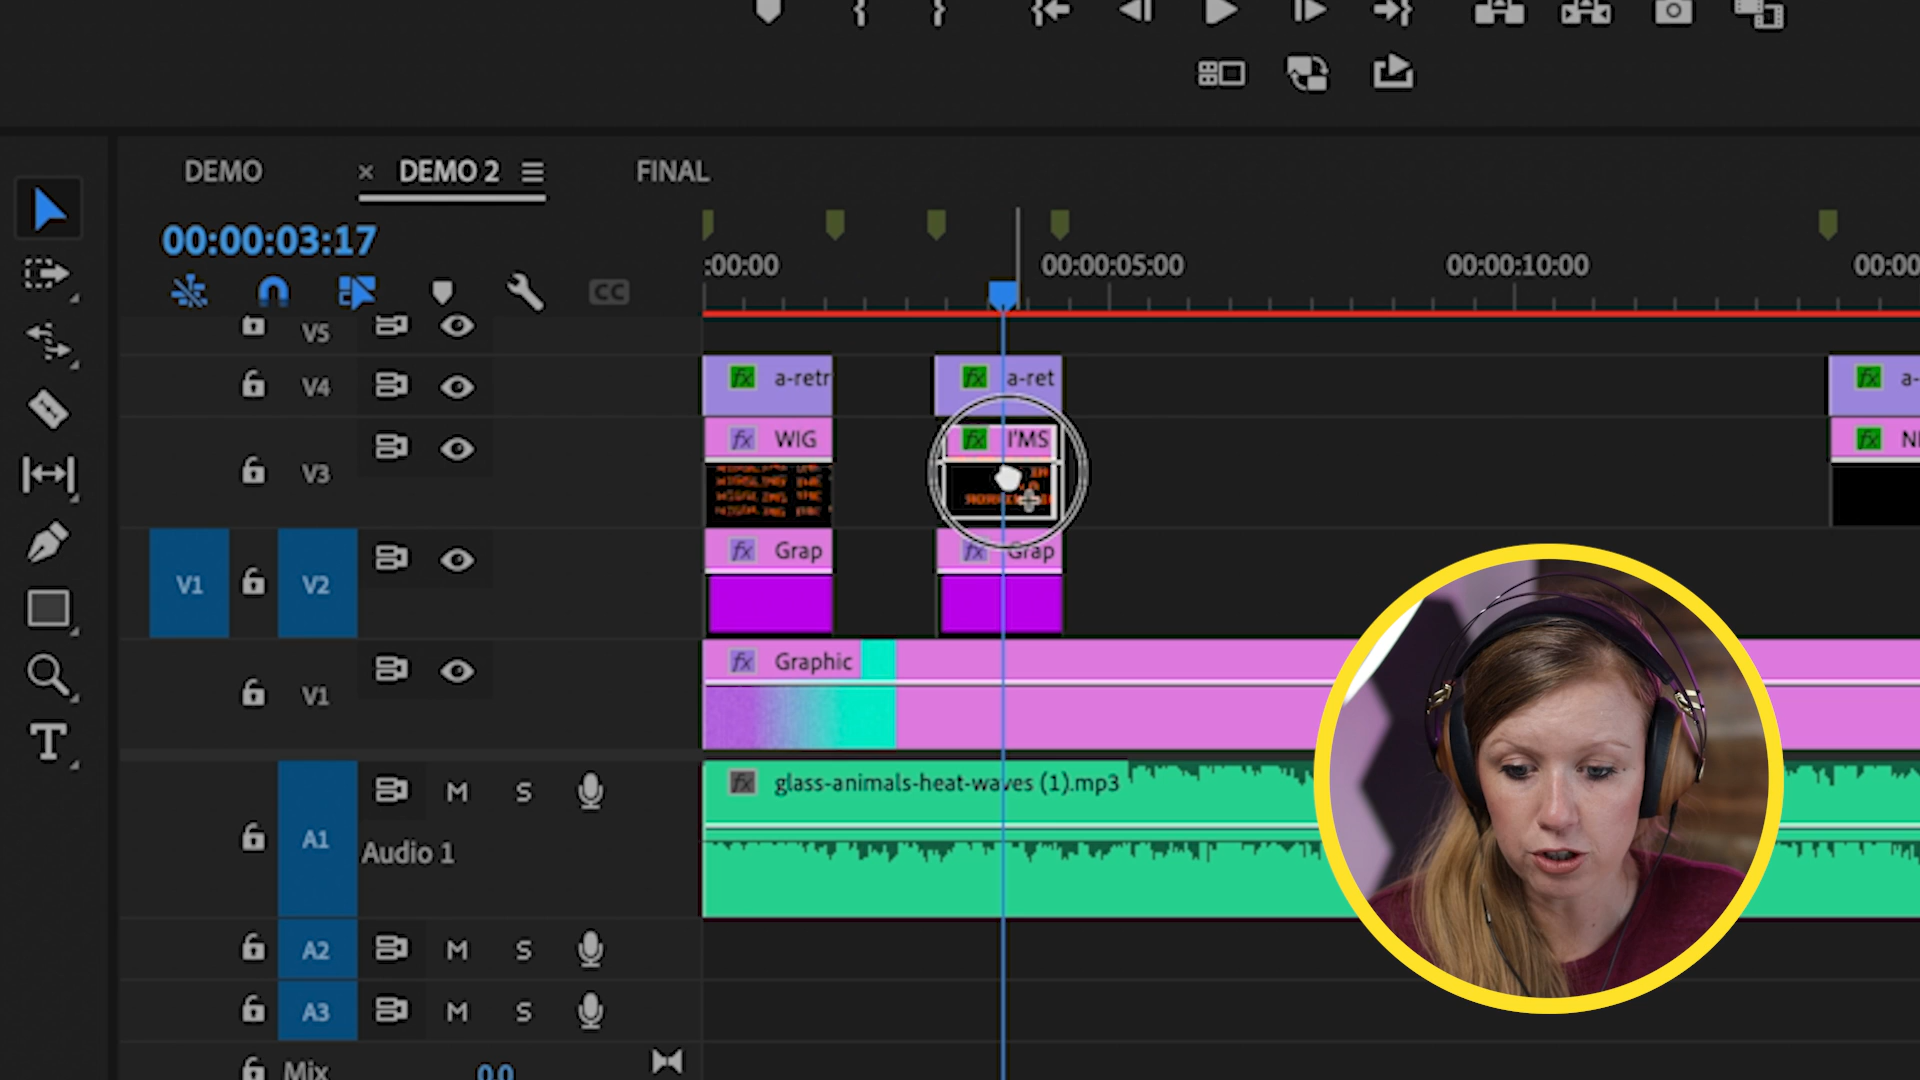 DEMO
× DEMO 2
FINAL
00:00:03:17
:00:00
00:00:05:00
00:00:10:00
00:00
CC
V5
V4
fx a-retr
fx a-ret
fx a-
V3
fx WIG
fx I'MS
fx
V1
V2
fx Grap
fx Grap
V1
fx Graphic
A1
M S
fx glass-animals-heat-waves (1).mp3
Audio 1
A2
M S
A3
M S
Mix
0.0
T